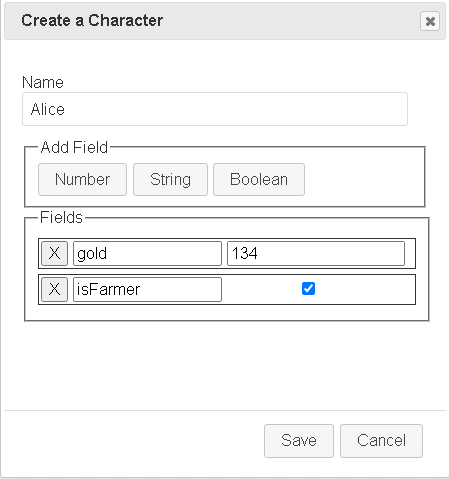 Create a Character
Name
Alice
Add Field
Number String Boolean
Fields
X gold 134
X isFarmer
Save Cancel